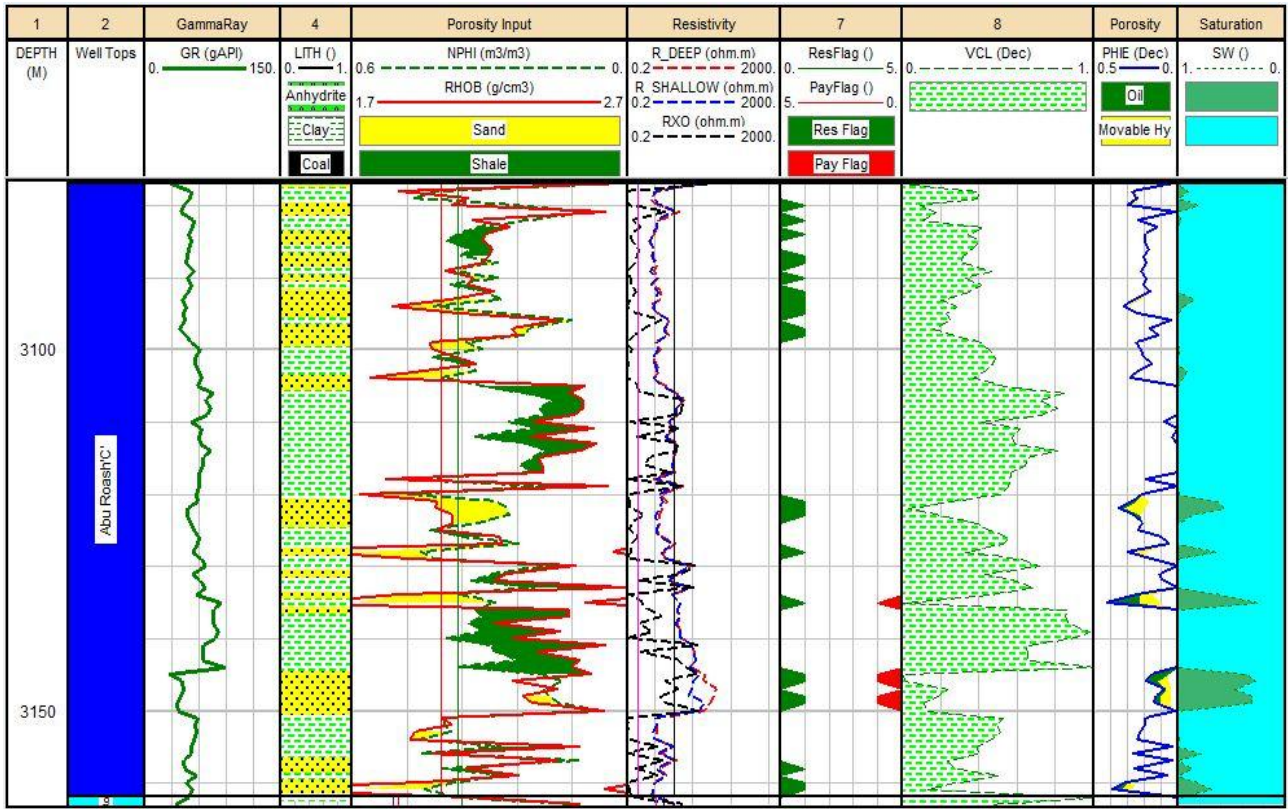 1 2 GammaRay 4 Porosity Input Resistivity 7 8 Porosity Saturation
DEPTH (M)
Well Tops
GR (gAPI)
0. 150.
LITH ()
0. 1.
Anhydrite
Clay
Coal
NPHI (m3/m3)
0.6 0.
RHOB (g/cm3)
1.7 2.7
Sand
Shale
R_DEEP (ohm.m)
0.2 2000.
R_SHALLOW (ohm.m)
0.2 2000.
RXO (ohm.m)
0.2 2000.
ResFlag ()
0. 5.
PayFlag ()
5. 0.
Res Flag
Pay Flag
VCL (Dec)
0. 1.
PHIE (Dec)
0.5 0.
Oil
Movable Hy
SW ()
1. 0.
3100
3150
Abu Roash'C'